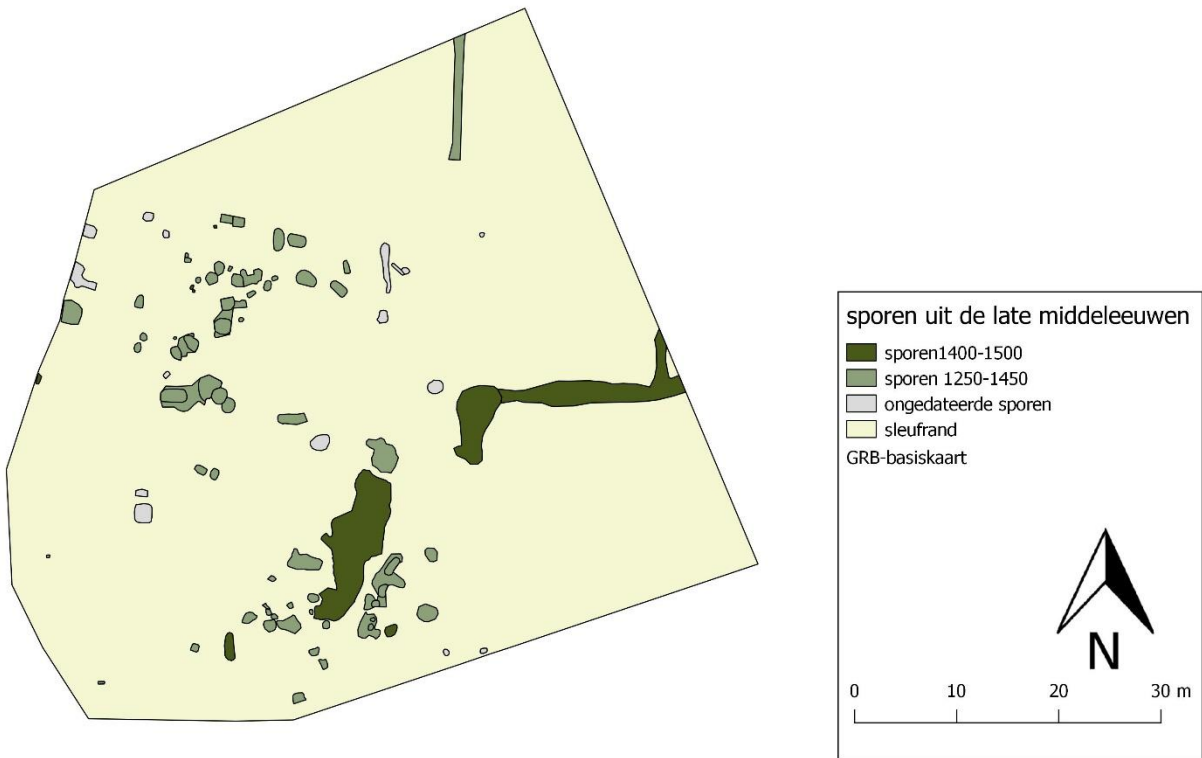 sporen uit de late middeleeuwen
sporen1400-1500
sporen 1250-1450
ongedateerde sporen
sleufrand
GRB-basiskaart
N
0 10 20 30 m